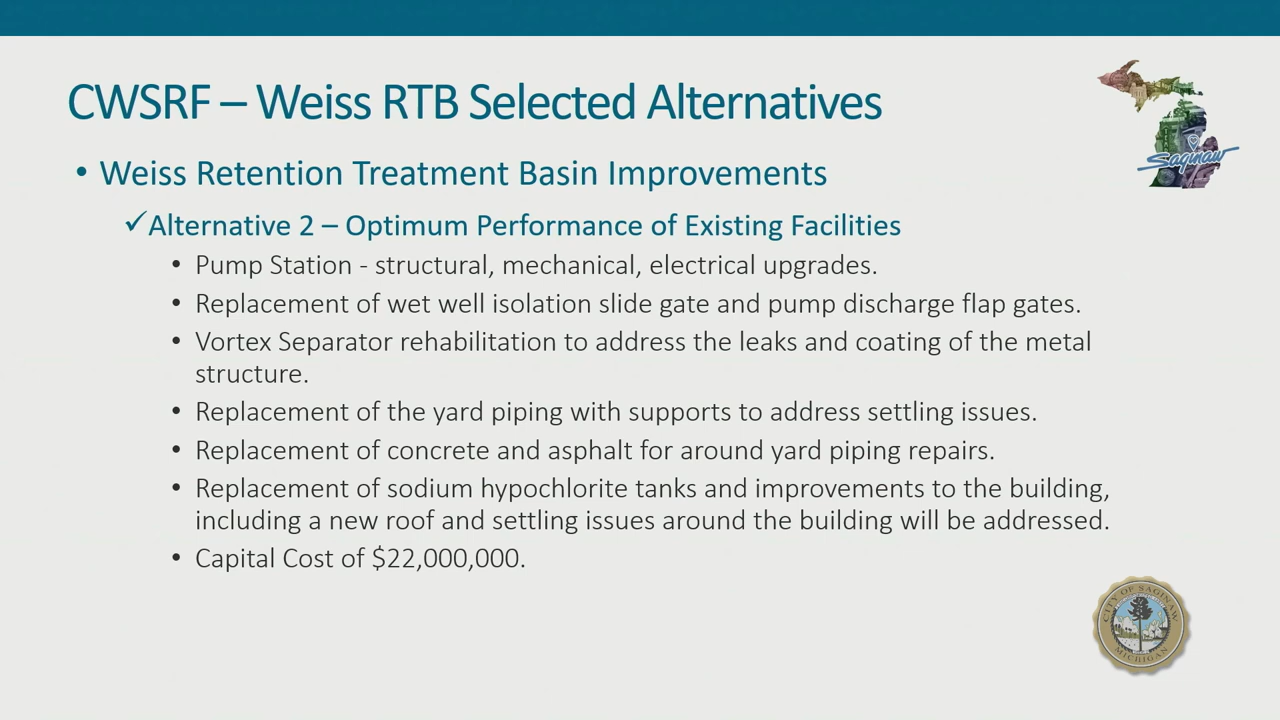 CWSRF – Weiss RTB Selected Alternatives
Saginaw
• Weiss Retention Treatment Basin Improvements
✓Alternative 2 – Optimum Performance of Existing Facilities
• Pump Station - structural, mechanical, electrical upgrades.
• Replacement of wet well isolation slide gate and pump discharge flap gates.
• Vortex Separator rehabilitation to address the leaks and coating of the metal
structure.
• Replacement of the yard piping with supports to address settling issues.
• Replacement of concrete and asphalt for around yard piping repairs.
• Replacement of sodium hypochlorite tanks and improvements to the building,
including a new roof and settling issues around the building will be addressed.
• Capital Cost of $22,000,000.
CITY OF SAGINAW
MICHIGAN